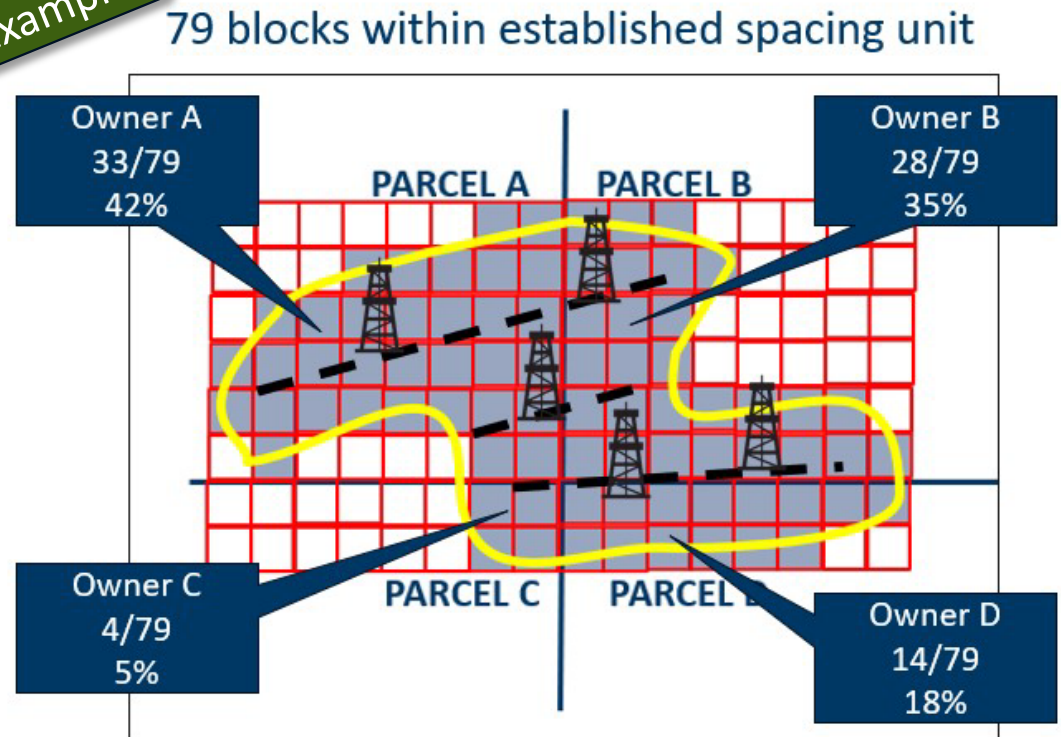 79 blocks within established spacing unit
Owner A
33/79
42%
Owner B
28/79
35%
PARCEL A
PARCEL B
Owner C
4/79
5%
PARCEL C
PARCEL D
Owner D
14/79
18%